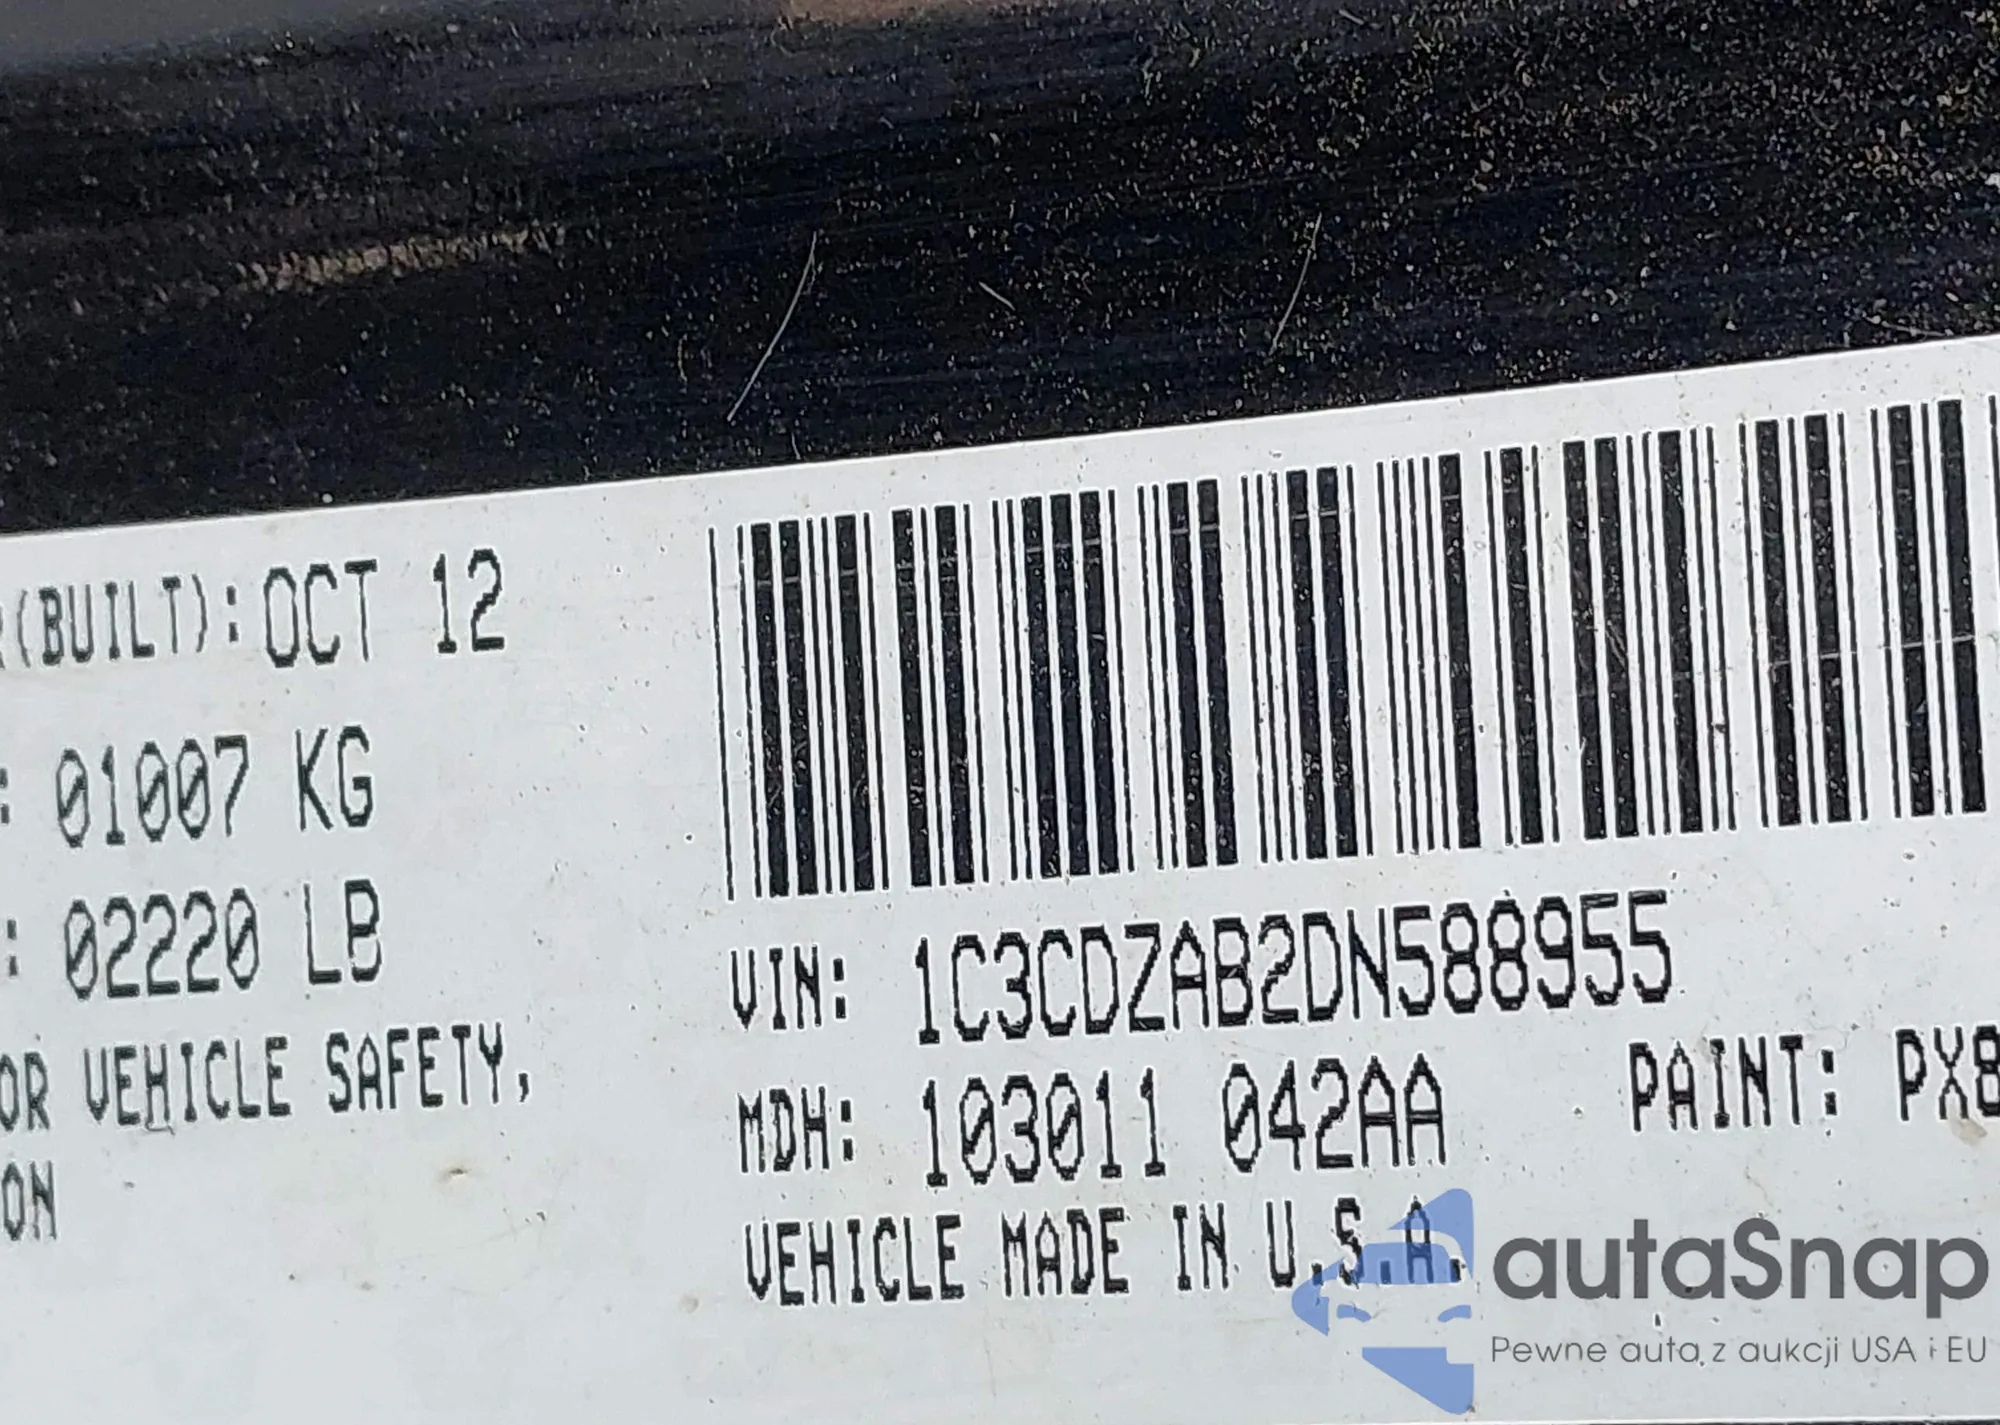 (BUILT): OCT 12
: 01007 KG
: 02220 LB
OR VEHICLE SAFETY,
ON
VIN: 1C3CDZAB2DN588955
MDH: 103011 042AA PAINT: PX8
VEHICLE MADE IN U.S.A.
autaSnap
Pewne auta z aukcji USA i EU